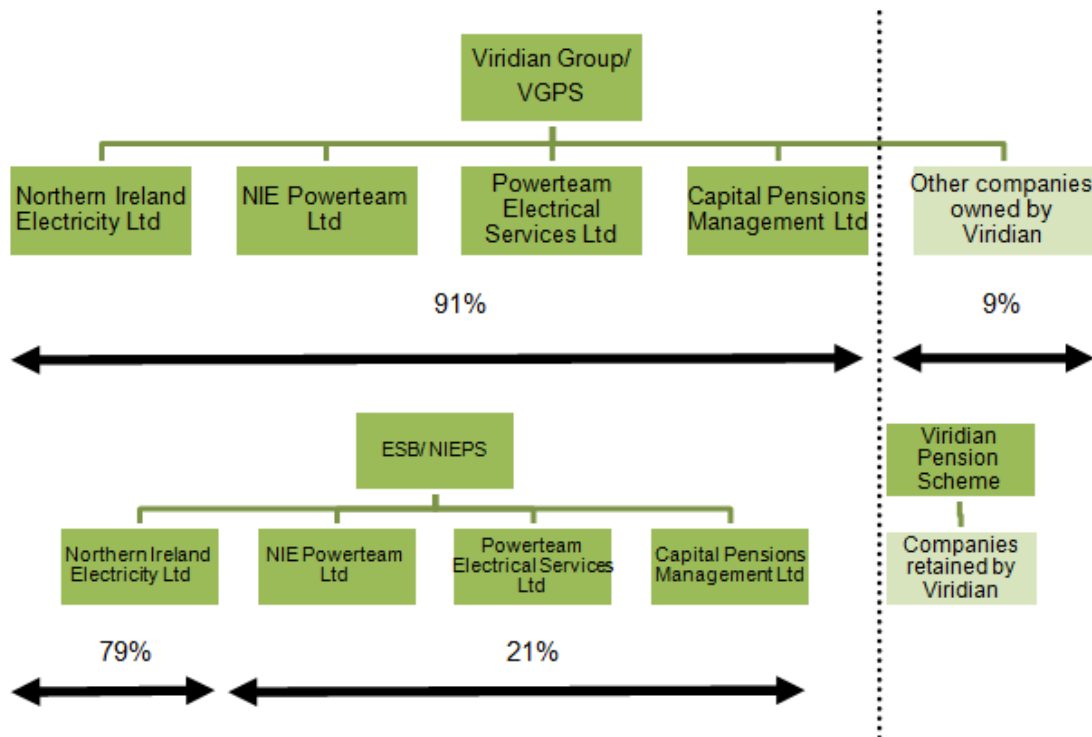 Viridian Group/
VGPS
Northern Ireland
Electricity Ltd
NIE Powerteam
Ltd
Powerteam
Electrical
Services Ltd
Capital Pensions
Management Ltd
Other companies
owned by
Viridian
91%
9%
ESB/NIEPS
Viridian
Pension
Scheme
Northern Ireland
Electricity Ltd
NIE Powerteam
Ltd
Powerteam
Electrical Services
Ltd
Capital Pensions
Management Ltd
Companies
retained by
Viridian
79%
21%